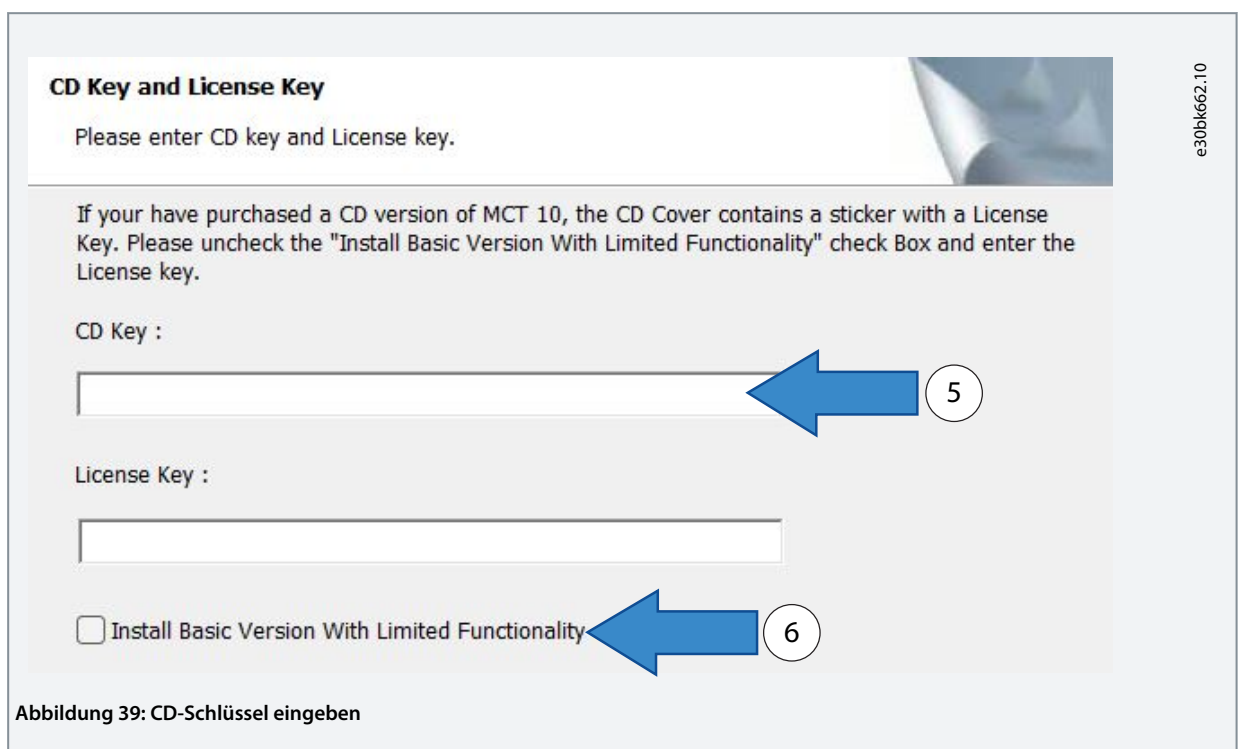 CD Key and License Key
Please enter CD key and License key.
e30bk662.10
If your have purchased a CD version of MCT 10, the CD Cover contains a sticker with a License
Key. Please uncheck the "Install Basic Version With Limited Functionality" check Box and enter the
License key.
CD Key :
5
License Key :
Install Basic Version With Limited Functionality
6
Abbildung 39: CD-Schlüssel eingeben